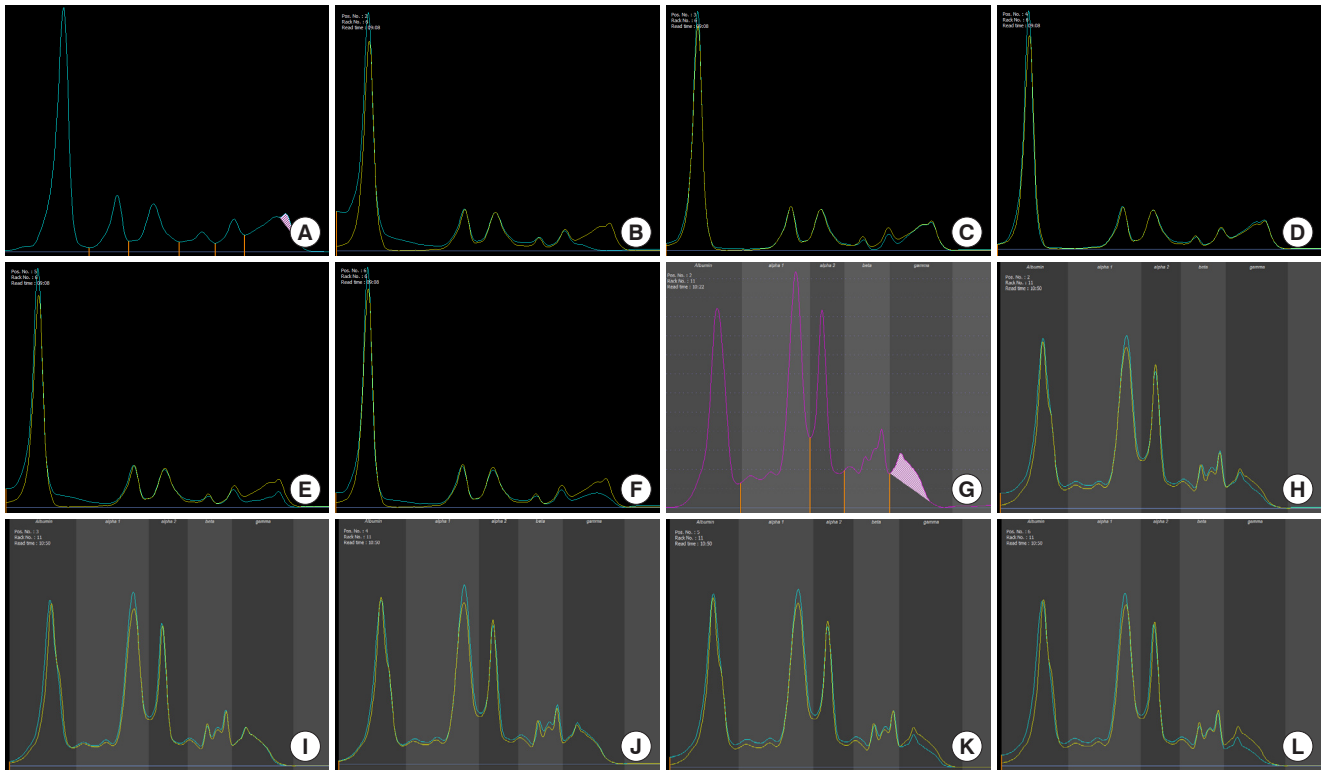 A
Pos. No. : 2
Rack No. : 6
Read time : 09:08
B
Pos. No. : 3
Rack No. : 6
Read time : 09:08
C
Pos. No. : 4
Rack No. : 6
Read time : 09:08
D
Pos. No. : 5
Rack No. : 6
Read time : 09:08
E
Pos. No. : 6
Rack No. : 6
Read time : 09:08
F
Albumin alpha 1 alpha 2 beta gamma
Rack No. : 11
G
Albumin alpha 1 alpha 2 beta gamma
Pos. No. : 2
Rack No. : 11
Read time : 10:50
H
Albumin alpha 1 alpha 2 beta gamma
Pos. No. : 3
Rack No. : 11
Read time : 10:50
I
Albumin alpha 1 alpha 2 beta gamma
Pos. No. : 4
Rack No. : 11
Read time : 10:50
J
Albumin alpha 1 alpha 2 beta gamma
Pos. No. : 5
Rack No. : 11
Read time : 10:50
K
Albumin alpha 1 alpha 2 beta gamma
Pos. No. : 6
Rack No. : 11
Read time : 10:50
L